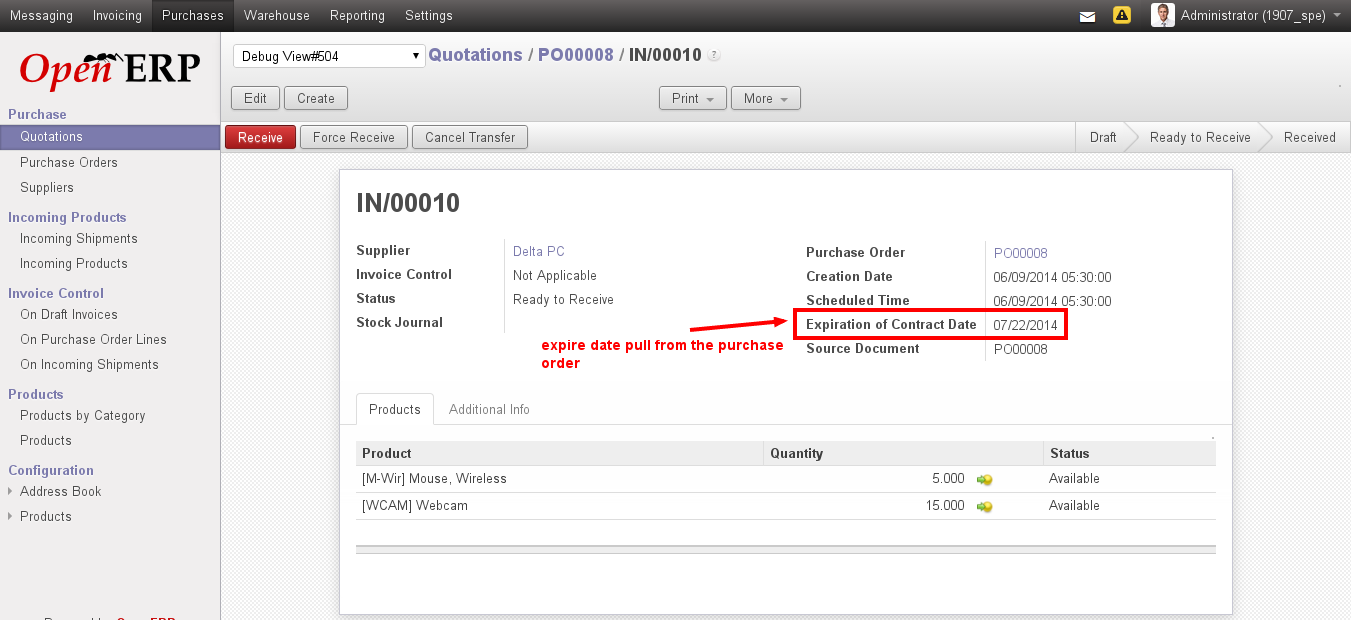 Messaging Invoicing Purchases Warehouse Reporting Settings Administrator (1907_spe)
Open ERP
Debug View#504 Quotations / PO00008 / IN/00010 ?
Edit Create Print More
Purchase
Quotations
Purchase Orders
Suppliers
Incoming Products
Incoming Shipments
Incoming Products
Invoice Control
On Draft Invoices
On Purchase Order Lines
On Incoming Shipments
Products
Products by Category
Products
Configuration
Address Book
Products
Receive Force Receive Cancel Transfer Draft Ready to Receive Received
IN/00010
Supplier Delta PC
Invoice Control Not Applicable
Status Ready to Receive
Stock Journal
Purchase Order PO00008
Creation Date 06/09/2014 05:30:00
Scheduled Time 06/09/2014 05:30:00
Expiration of Contract Date 07/22/2014
Source Document PO00008
expire date pull from the purchase
order
Products Additional Info
Product Quantity Status
[M-Wir] Mouse, Wireless 5.000 Available
[WCAM] Webcam 15.000 Available